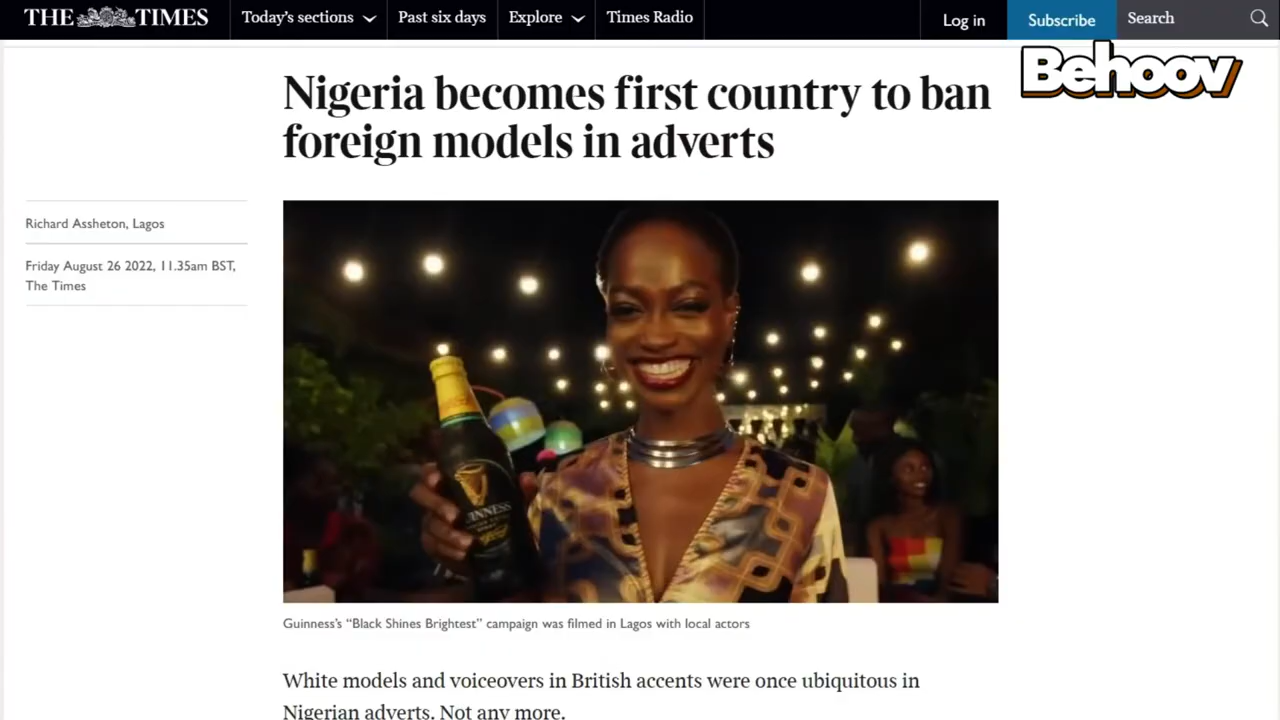 THE TIMES
Today's sections
Past six days
Explore
Times Radio
Log in
Subscribe
Search
Behoov
Nigeria becomes first country to ban
foreign models in adverts
Richard Assheton, Lagos
Friday August 26 2022, 11.35am BST,
The Times
GUINNESS
Guinness's “Black Shines Brightest” campaign was filmed in Lagos with local actors
White models and voiceovers in British accents were once ubiquitous in
Nigerian adverts. Not any more.